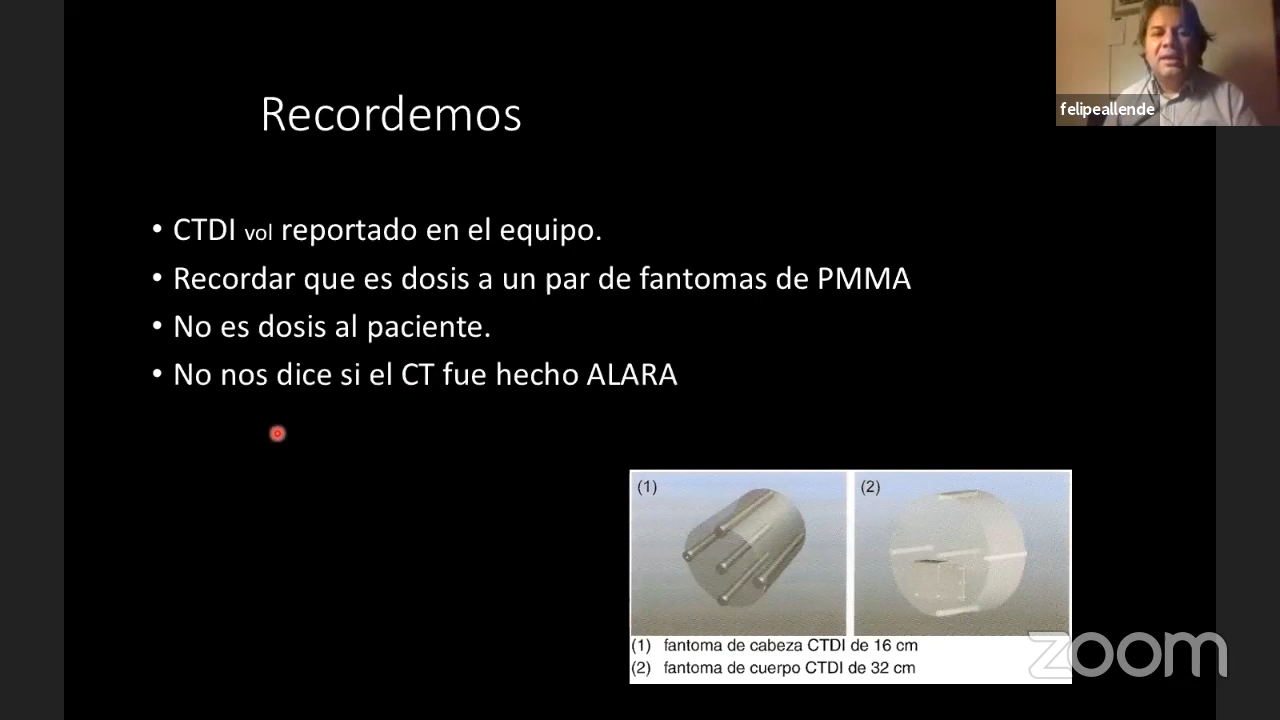 felipeallende
Recordemos
• CTDI vol reportado en el equipo.
• Recordar que es dosis a un par de fantomas de PMMA
• No es dosis al paciente.
• No nos dice si el CT fue hecho ALARA
(1)
(2)
(1) fantoma de cabeza CTDI de 16 cm
(2) fantoma de cuerpo CTDI de 32 cm
zoom